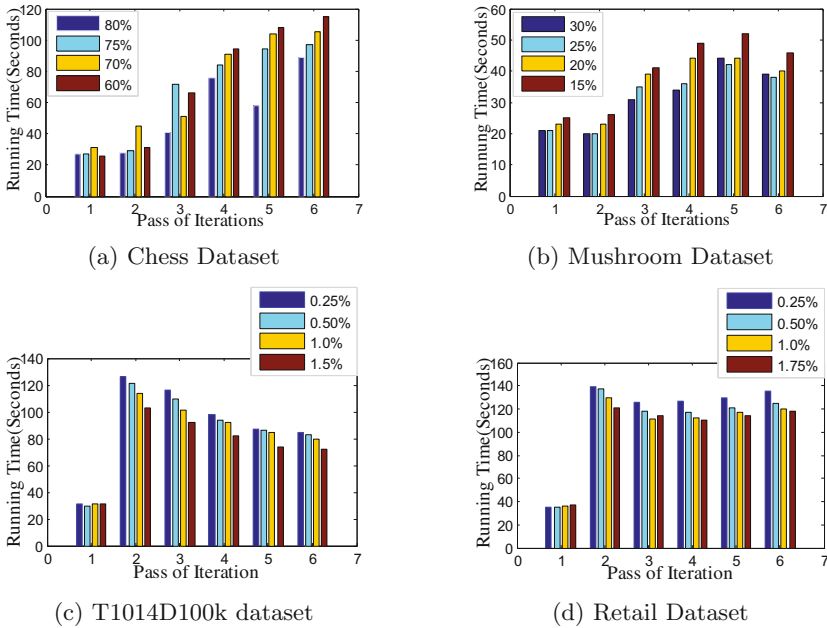 120
100
80
60
40
20
0
Running Time(Seconds)
80%
75%
70%
60%
0 1 2 3 4 5 6 7
Pass of Iterations
(a) Chess Dataset
60
50
40
30
20
10
0
Runnung Time(Seconds)
30%
25%
20%
15%
0 1 2 3 4 5 6 7
Pass of Iterations
(b) Mushroom Dataset
0.25%
0.50%
1.0%
1.5%
140
120
100
80
60
40
20
0
Running Time(Seconds)
0 1 2 3 4 5 6 7
Pass of Iteration
(c) T1014D100k dataset
0.25%
0.50%
1.0%
1.75%
160
140
120
100
80
60
40
20
0
Running Time(Seconds)
0 1 2 3 4 5 6 7
Pass of Iteration
(d) Retail Dataset